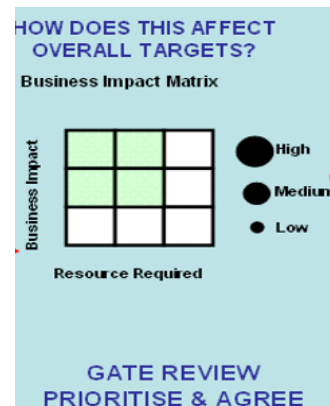 HOW DOES THIS AFFECT
OVERALL TARGETS?
Business Impact Matrix
Business Impact
High
Medium
Low
Resource Required
GATE REVIEW
PRIORITISE & AGREE